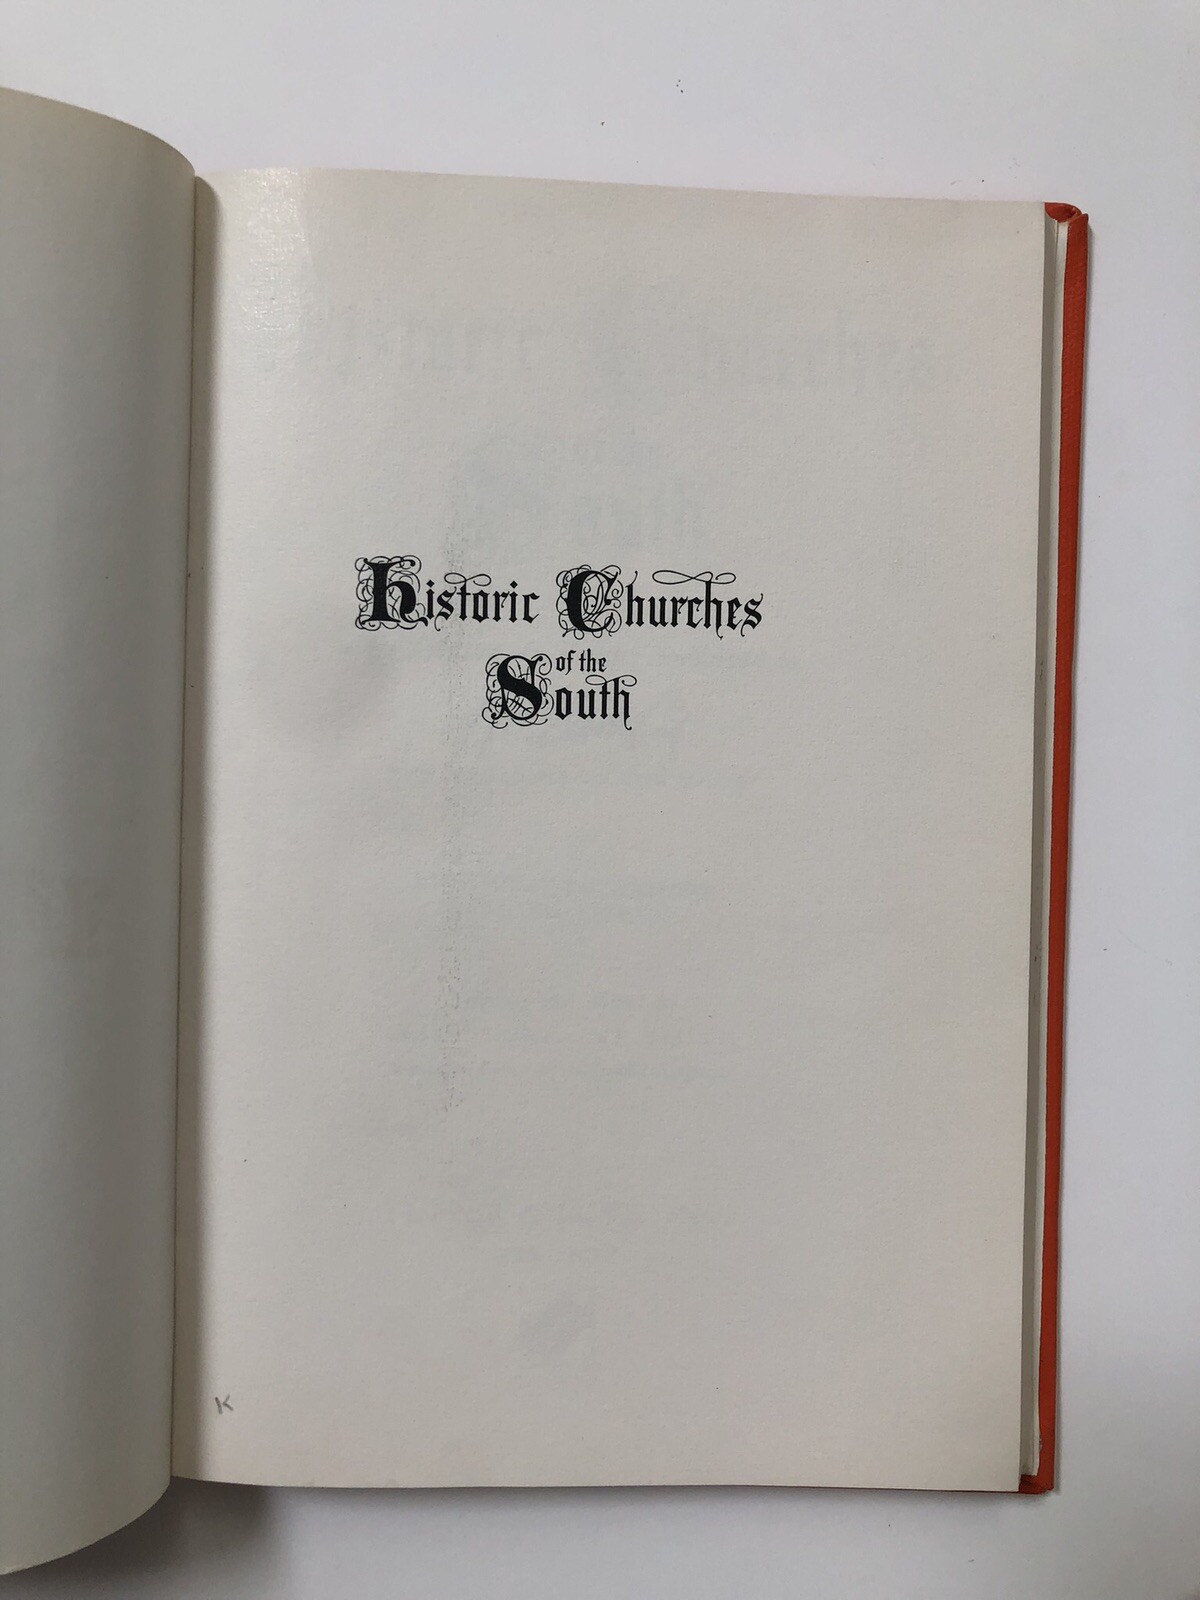 Historic Churches
of the
South
K